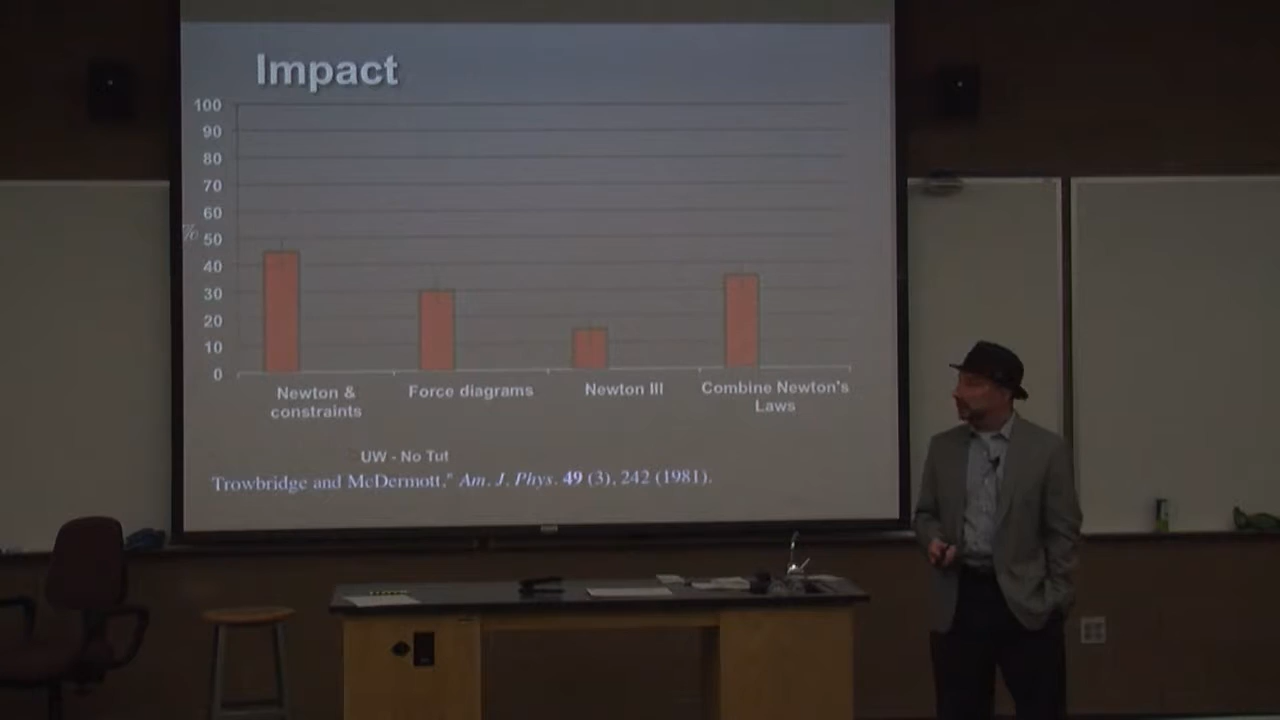 Impact
100
90
80
70
60
%
50
40
30
20
10
0
Newton &
constraints
Force diagrams
Newton III
Combine Newton's
Laws
UW - No Tut
Trowbridge and McDermott," Am. J. Phys. 49 (3), 242 (1981).